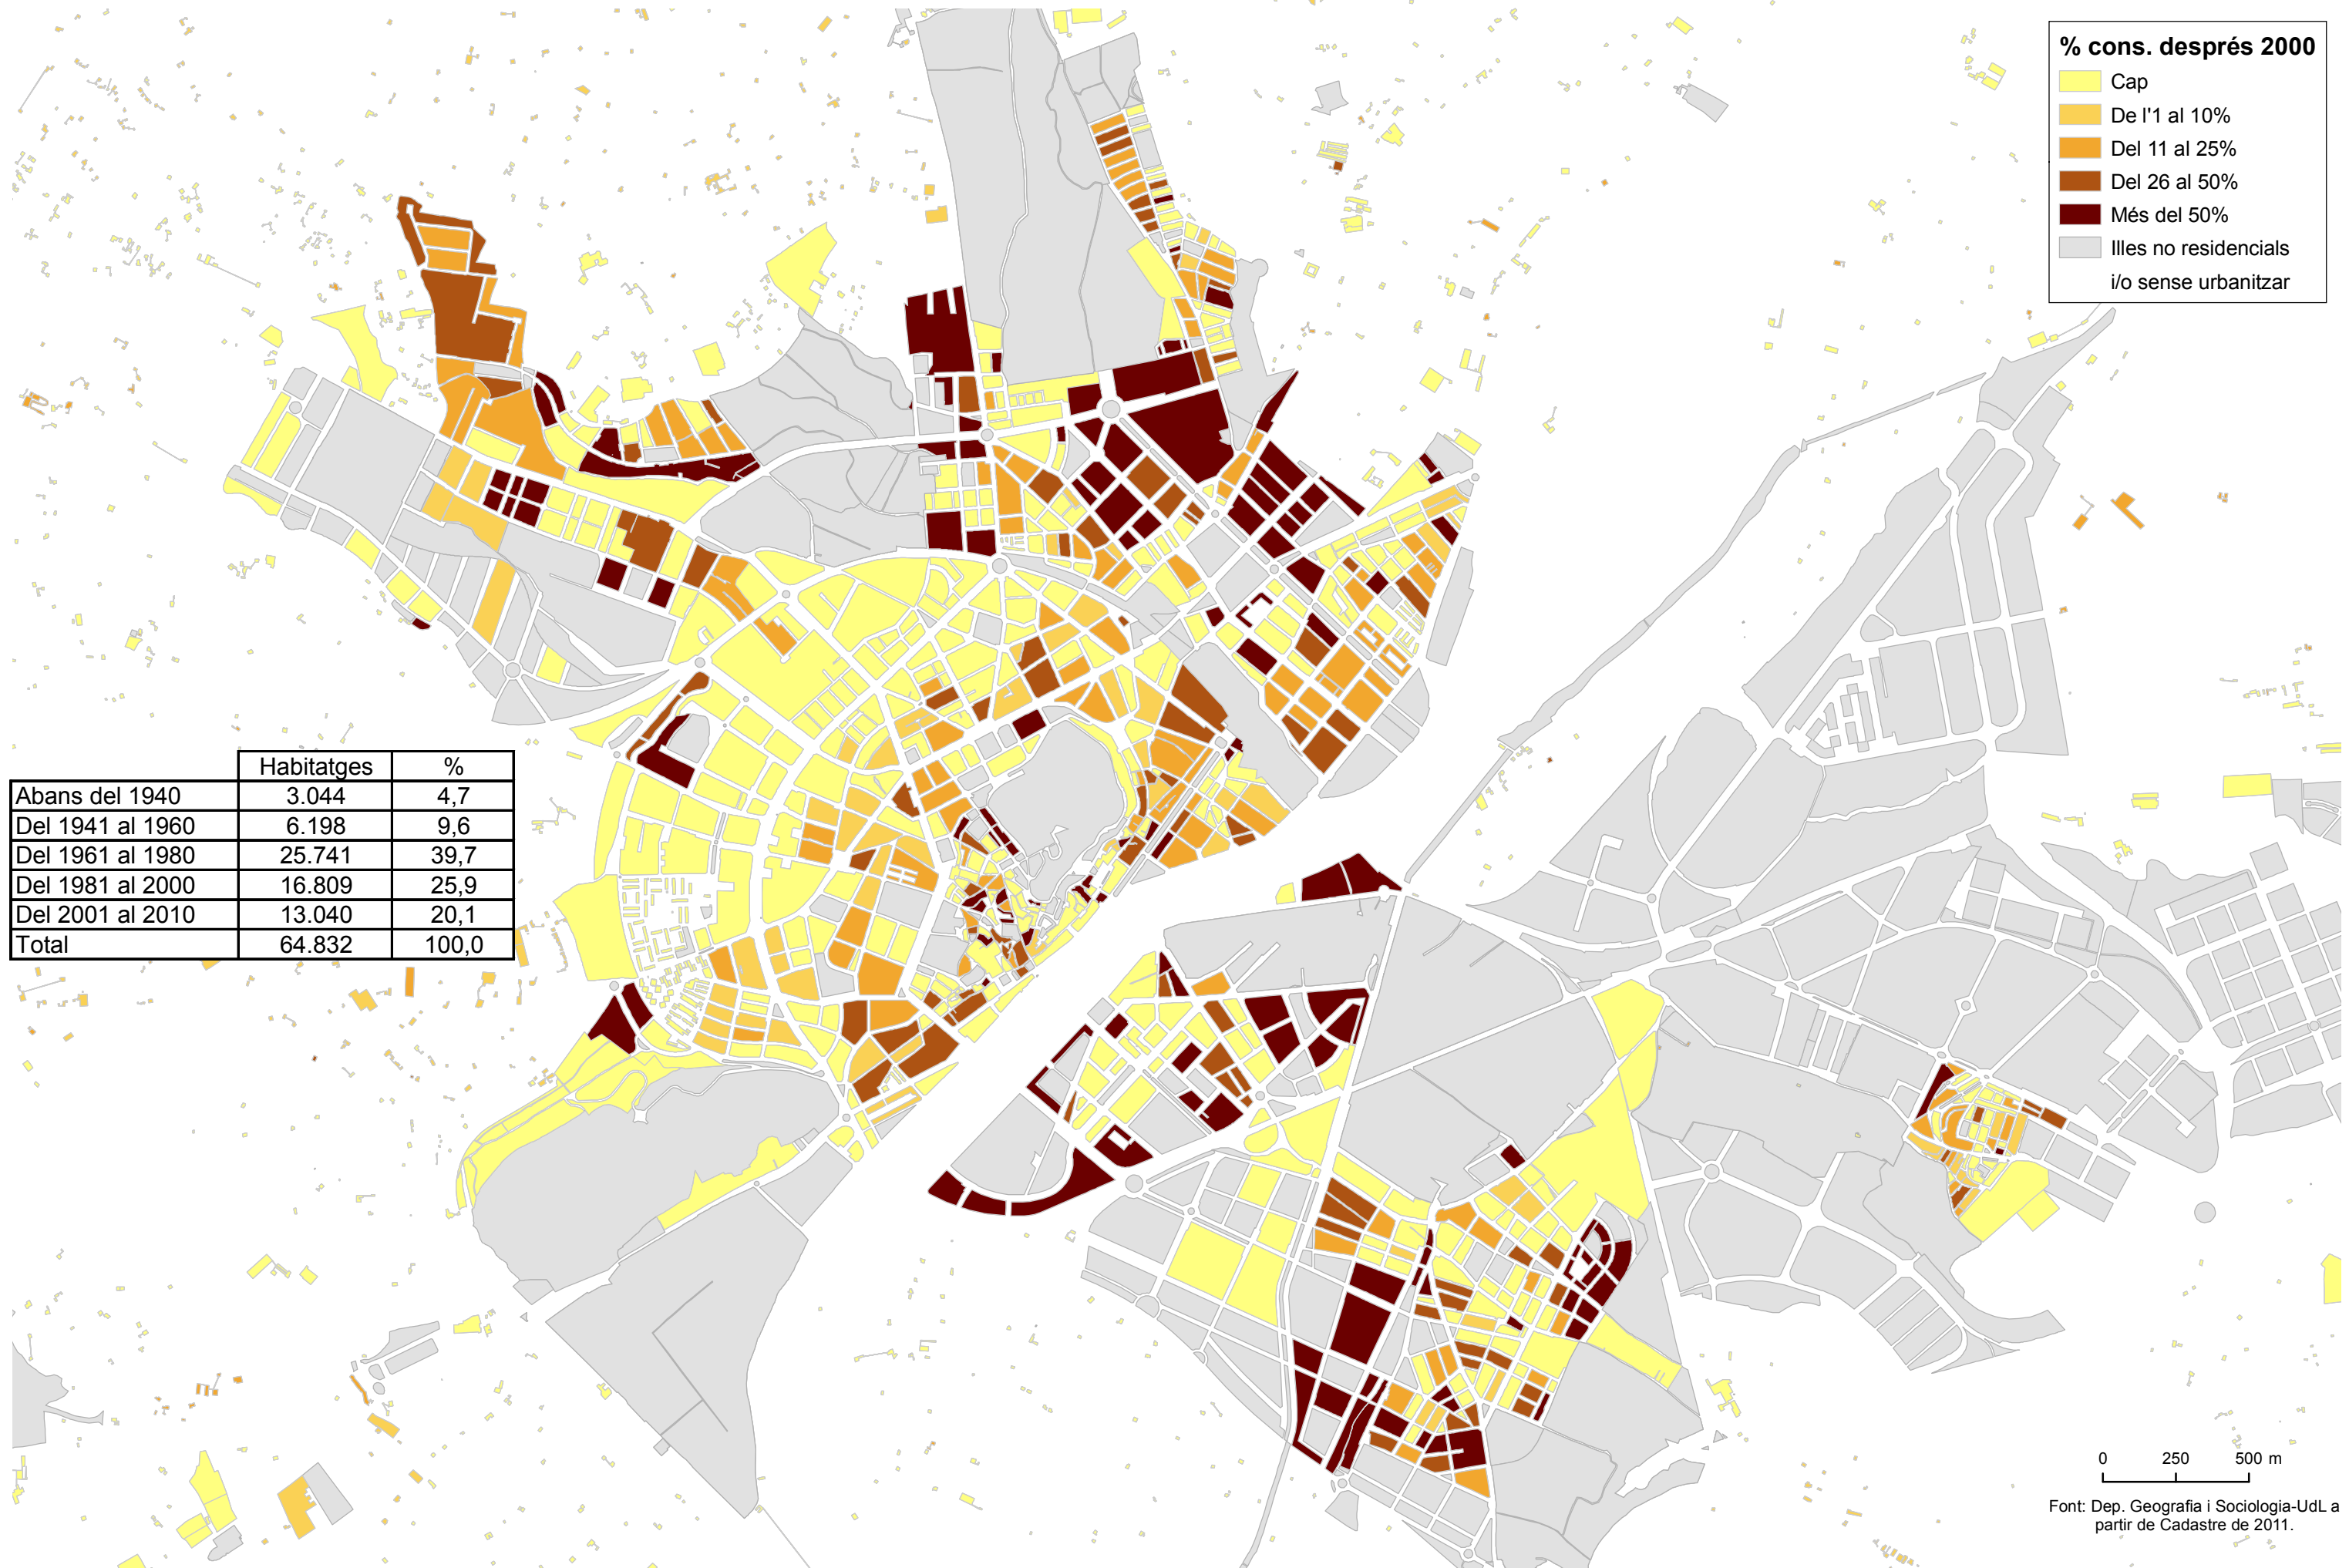 % cons. després 2000
Cap
De l'1 al 10%
Del 11 al 25%
Del 26 al 50%
Més del 50%
Illes no residencials
i/o sense urbanitzar
Habitatges %
Abans del 1940 3.044 4,7
Del 1941 al 1960 6.198 9,6
Del 1961 al 1980 25.741 39,7
Del 1981 al 2000 16.809 25,9
Del 2001 al 2010 13.040 20,1
Total 64.832 100,0
0 250 500 m
Font: Dep. Geografia i Sociologia-UdL a
partir de Cadastre de 2011.